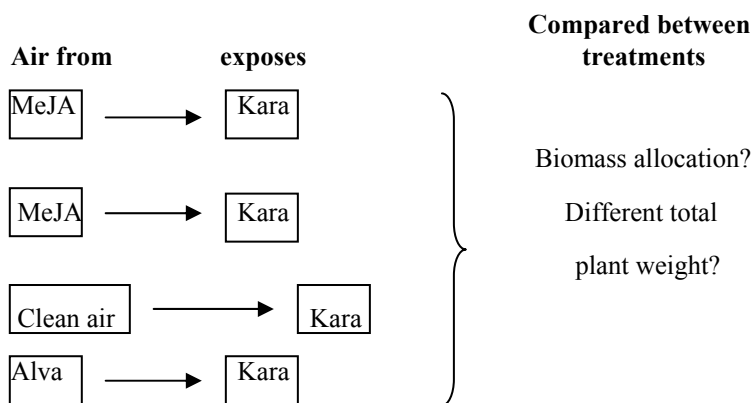 Compared between
treatments
Air from exposes
MeJA Kara
MeJA Kara
Clean air Kara
Alva Kara
Biomass allocation?
Different total
plant weight?